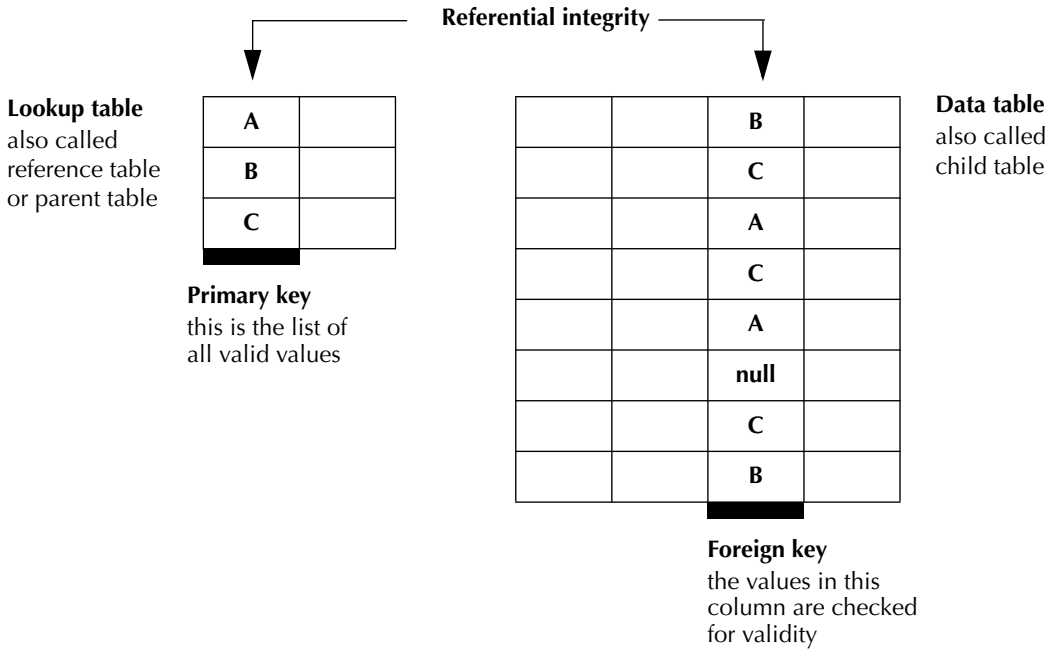 Referential integrity
Lookup table
also called
reference table
or parent table
A
B
C
Primary key
this is the list of
all valid values
B
C
A
C
A
null
C
B
Data table
also called
child table
Foreign key
the values in this
column are checked
for validity